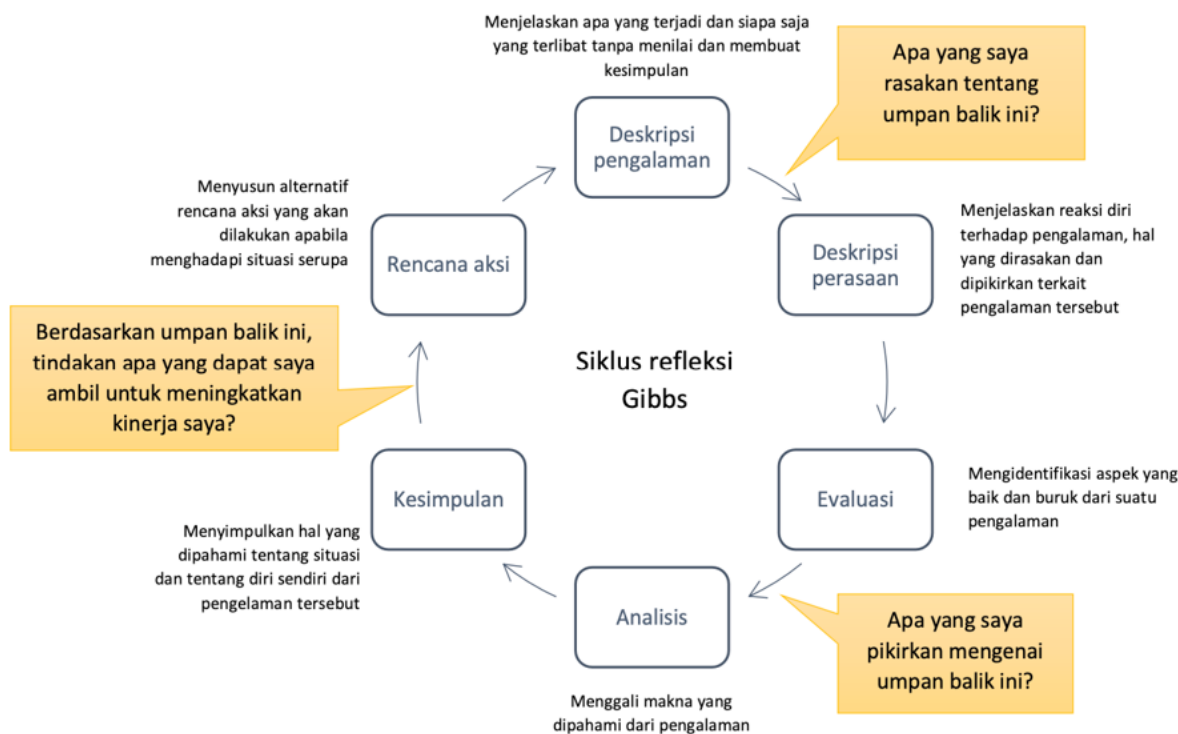 Menjelaskan apa yang terjadi dan siapa saja
yang terlibat tanpa menilai dan membuat
kesimpulan
Apa yang saya
rasakan tentang
umpan balik ini?
Deskripsi
pengalaman
Menyusun alternatif
rencana aksi yang akan
dilakukan apabila
menghadapi situasi serupa
Rencana aksi
Deskripsi
perasaan
Menjelaskan reaksi diri
terhadap pengalaman, hal
yang dirasakan dan
dipikirkan terkait
pengalaman tersebut
Berdasarkan umpan balik ini,
tindakan apa yang dapat saya
ambil untuk meningkatkan
kinerja saya?
Siklus refleksi
Gibbs
Kesimpulan
Evaluasi
Mengidentifikasi aspek yang
baik dan buruk dari suatu
pengalaman
Menyimpulkan hal yang
dipahami tentang situasi
dan tentang diri sendiri dari
pengelaman tersebut
Analisis
Apa yang saya
pikirkan mengenai
umpan balik ini?
Menggali makna yang
dipahami dari pengalaman